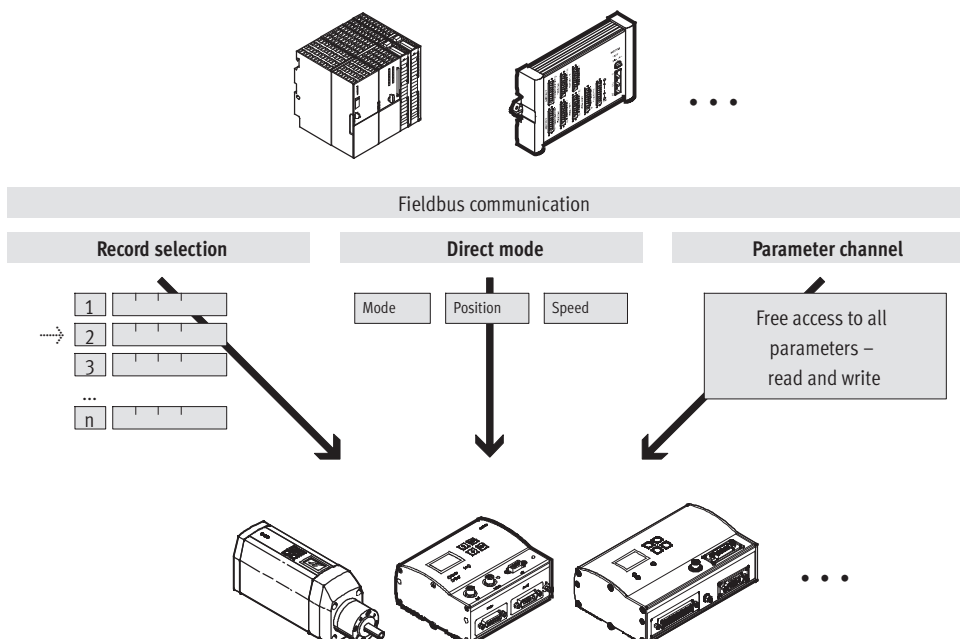 Fieldbus communication
Record selection
Direct mode
Parameter channel
1
2
3
...
n
Mode
Position
Speed
Free access to all
parameters –
read and write